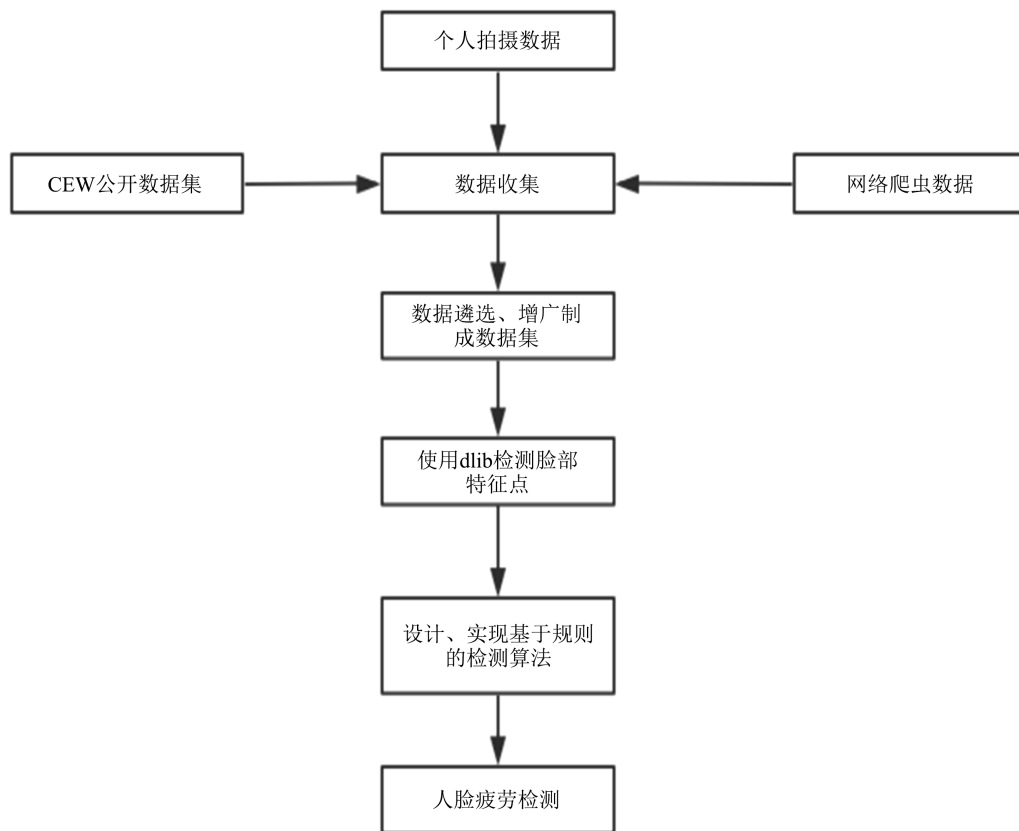 个人拍摄数据
CEW公开数据集
数据收集
网络爬虫数据
数据遴选、增广制
成数据集
使用dlib检测脸部
特征点
设计、实现基于规则
的检测算法
人脸疲劳检测